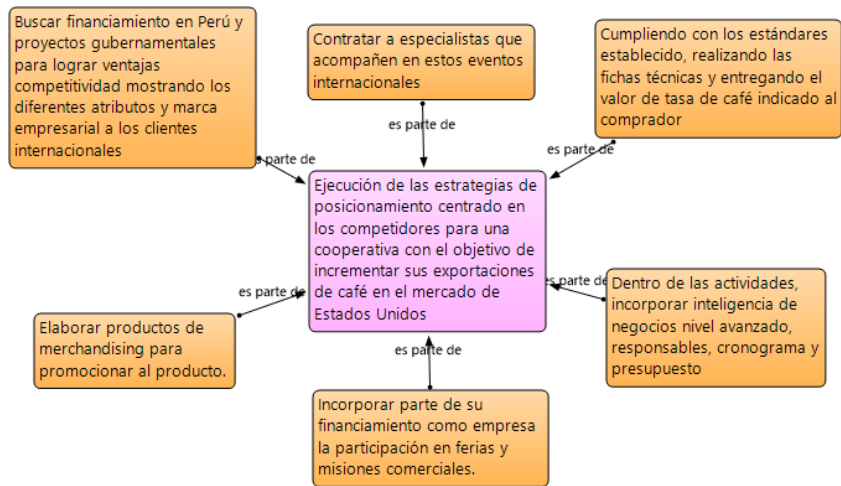 Buscar financiamiento en Perú y
proyectos gubernamentales
para lograr ventajas
competitividad mostrando los
diferentes atributos y marca
empresarial a los clientes
internacionales
Contratar a especialistas que
acompañen en estos eventos
internacionales
Cumpliendo con los estándares
establecido, realizando las
fichas técnicas y entregando el
valor de tasa de café indicado al
comprador
es parte de
es parte de
es parte de
Ejecución de las estrategias de
posicionamiento centrado en
los competidores para una
cooperativa con el objetivo de
incrementar sus exportaciones
de café en el mercado de
Estados Unidos
es parte de
es parte de
Elaborar productos de
merchandising para
promocionar al producto.
Dentro de las actividades,
incorporar inteligencia de
negocios nivel avanzado,
responsables, cronograma y
presupuesto
es parte de
Incorporar parte de su
financiamiento como empresa
la participación en ferias y
misiones comerciales.